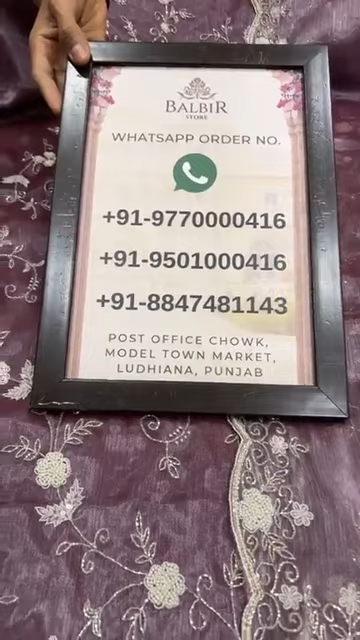 BALBIR
STORE
WHATSAPP ORDER NO.
+91-9770000416
+91-9501000416
+91-8847481143
POST OFFICE CHOWK,
MODEL TOWN MARKET,
LUDHIANA, PUNJAB